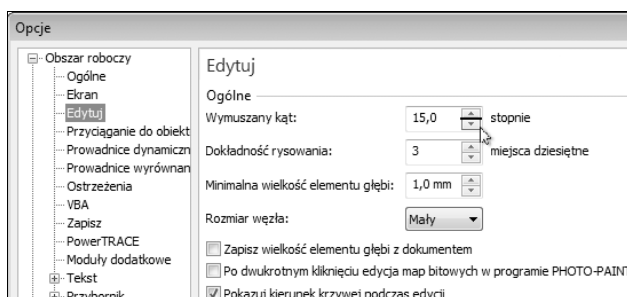 Opcje
Obszar roboczy
Ogólne
Ekran
Edytuj
Przyciąganie do obiekt
Prowadnice dynamiczn
Prowadnice wyrównan
Ostrzeżenia
VBA
Zapisz
PowerTRACE
Moduły dodatkowe
Tekst
Przybornik
Edytuj
Ogólne
Wymuszany kąt: 15,0 stopnie
Dokładność rysowania: 3 miejsca dziesiętne
Minimalna wielkość elementu głębi: 1,0 mm
Rozmiar węzła: Mały
Zapisz wielkość elementu głębi z dokumentem
Po dwukrotnym kliknięciu edycja map bitowych w programie PHOTO-PAINT
Pokazuj kierunek krzywej podczas edycji